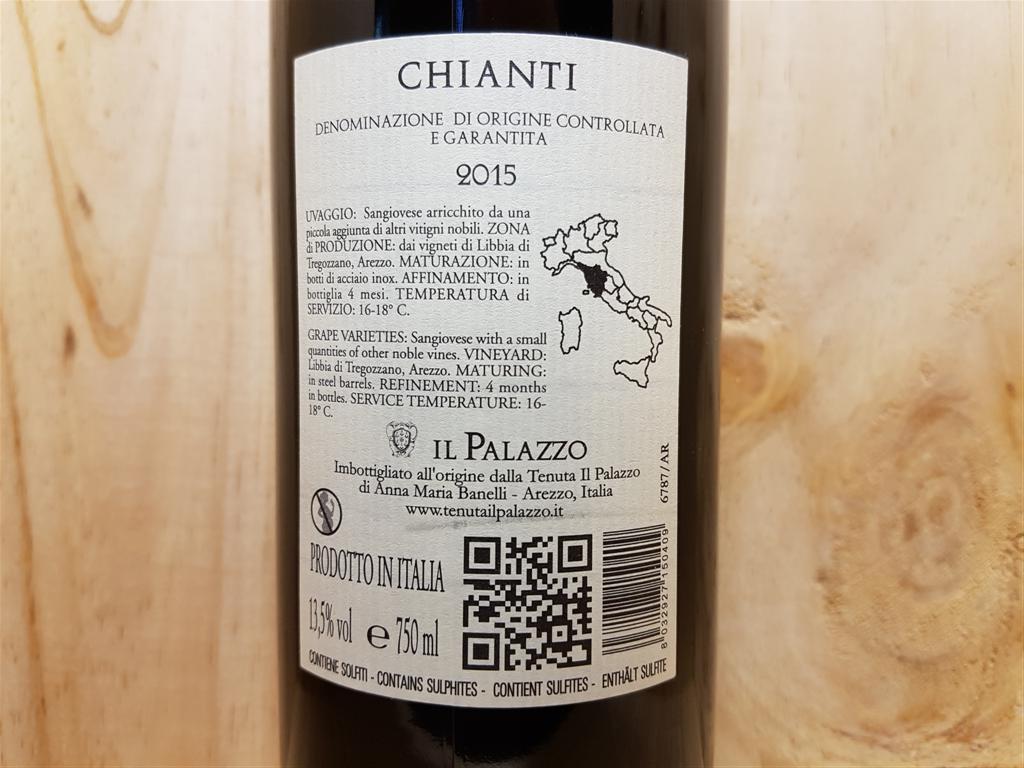 CHIANTI
DENOMINAZIONE DI ORIGINE CONTROLLATA
E GARANTITA
2015
UVAGGIO: Sangiovese arricchito da una
piccola aggiunta di altri vitigni nobili. ZONA
di PRODUZIONE: dai vigneti di Libbia di
Tregozzano, Arezzo. MATURAZIONE: in
botti di acciaio inox. AFFINAMENTO: in
bottiglia 4 mesi. TEMPERATURA di
SERVIZIO: 16-18° C.
GRAPE VARIETIES: Sangiovese with a small
quantities of other noble vines. VINEYARD:
Libbia di Tregozzano, Arezzo. MATURING:
in steel barrels. REFINEMENT: 4 months
in bottles. SERVICE TEMPERATURE: 16-
18° C.
IL PALAZZO
Imbottigliato all'origine dalla Tenuta Il Palazzo
di Anna Maria Banelli - Arezzo, Italia
www.tenutailpalazzo.it
6787/AR
PRODOTTO IN ITALIA
13,5% vol e 750 ml
8 032927 150409
CONTIENE SOLFITI - CONTAINS SULPHITES - CONTIENT SULFITES - ENTHÄLT SULFITE